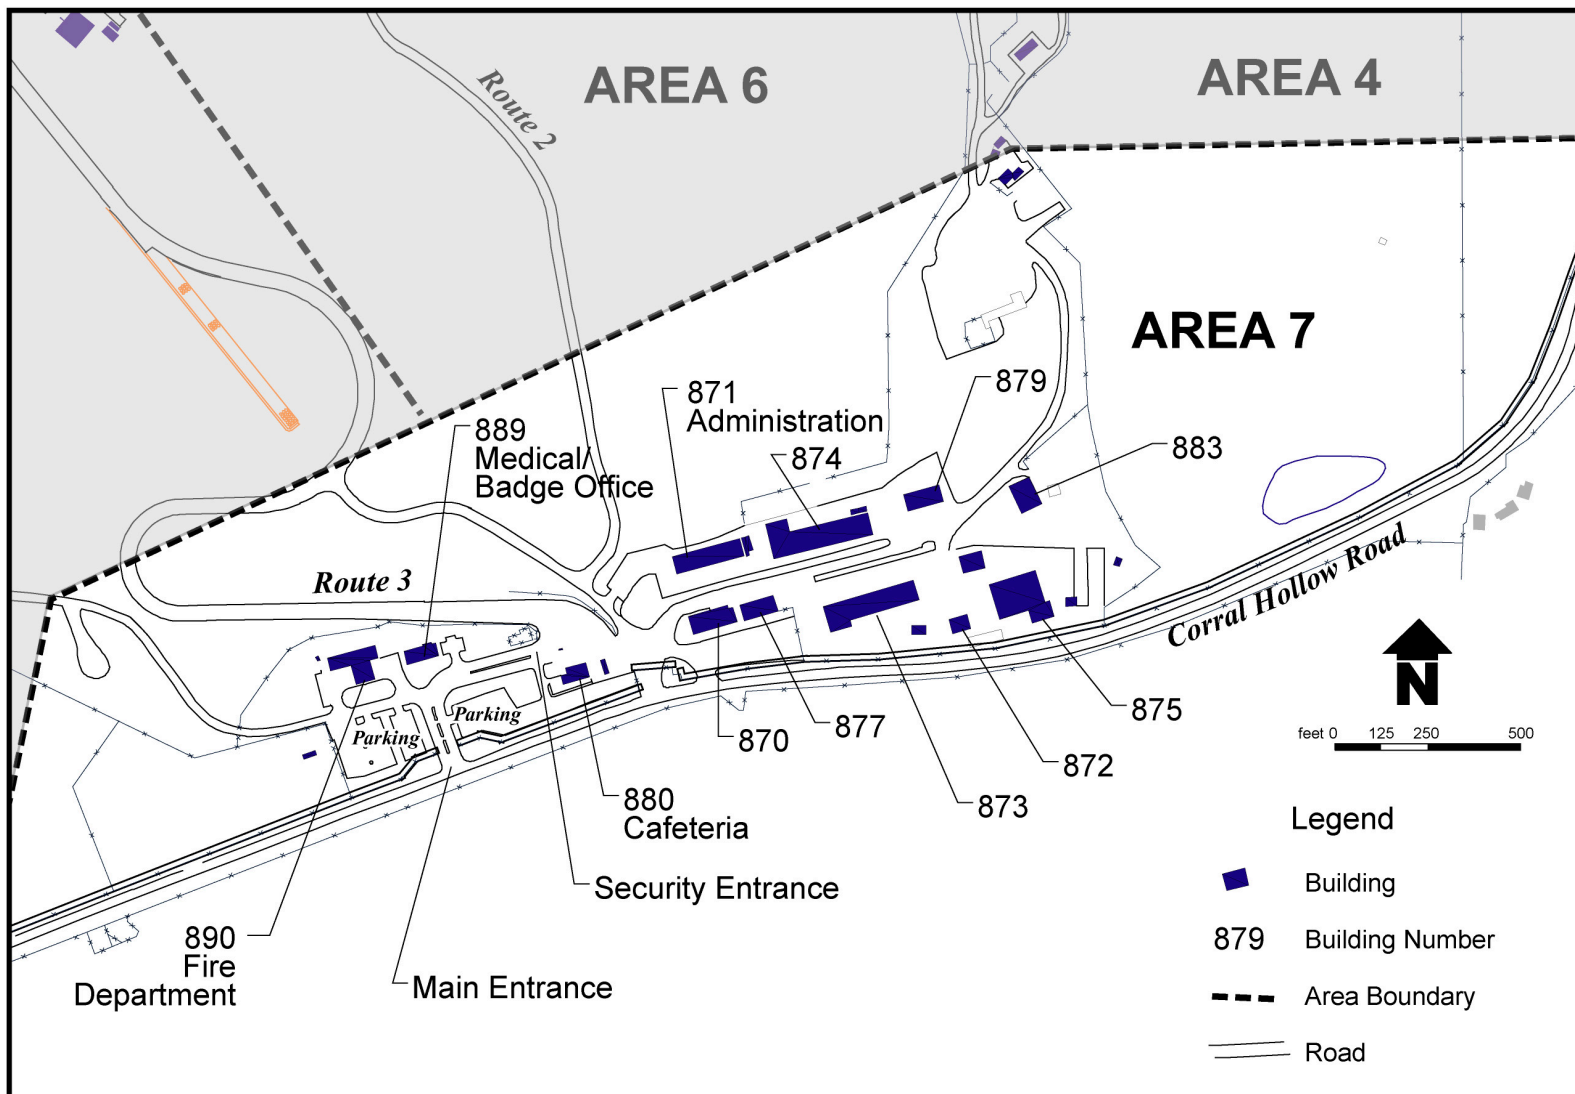 AREA 6
AREA 4
Route 2
AREA 7
871
Administration
879
874
883
889
Medical/
Badge Office
Route 3
Corral Hollow Road
Parking
Parking
870
877
875
872
873
N
feet 0 125 250 500
880
Cafeteria
Security Entrance
890
Fire
Department
Main Entrance
Legend
Building
879 Building Number
Area Boundary
Road